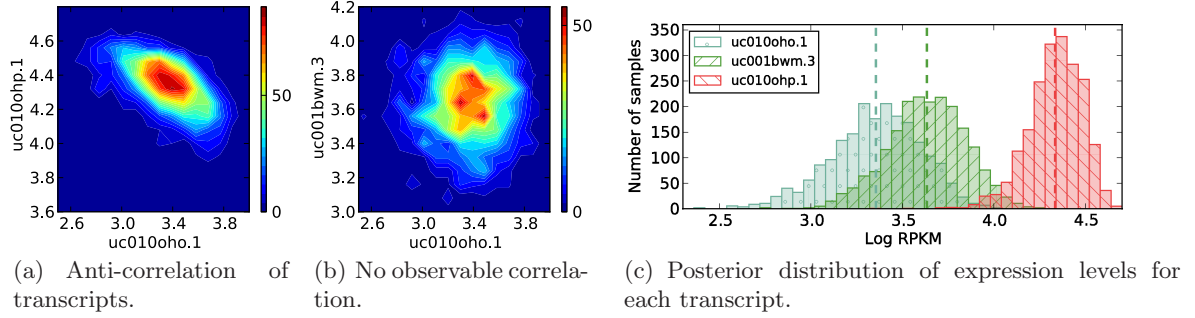 4.6
4.4
4.2
4.0
3.8
3.6
uc010ohp.1
2.6 3.0 3.4 3.8
uc010oho.1
50
0
(a) Anti-correlation of
transcripts.
4.2
4.0
3.8
3.6
3.4
3.2
3.0
uc001bwm.3
2.6 3.0 3.4 3.8
uc010oho.1
50
0
(b) No observable correla-
tion.
350
300
250
200
150
100
50
0
Number of samples
uc010oho.1
uc001bwm.3
uc010ohp.1
2.5 3.0 3.5 4.0 4.5
Log RPKM
(c) Posterior distribution of expression levels for
each transcript.